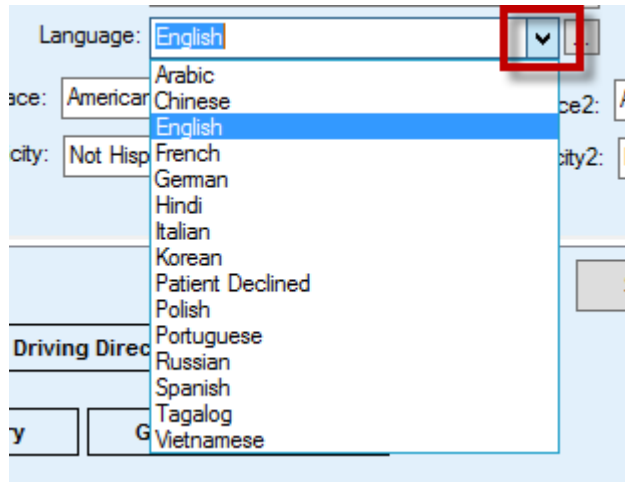 Language: English ...
Arabic
ace: American Chinese ce2:
English
city: Not Hisp French city2:
German
Hindi
Italian
Korean
Patient Declined
Polish
Portuguese
Driving Direc
Russian
Spanish
Tagalog
ry G
Vietnamese